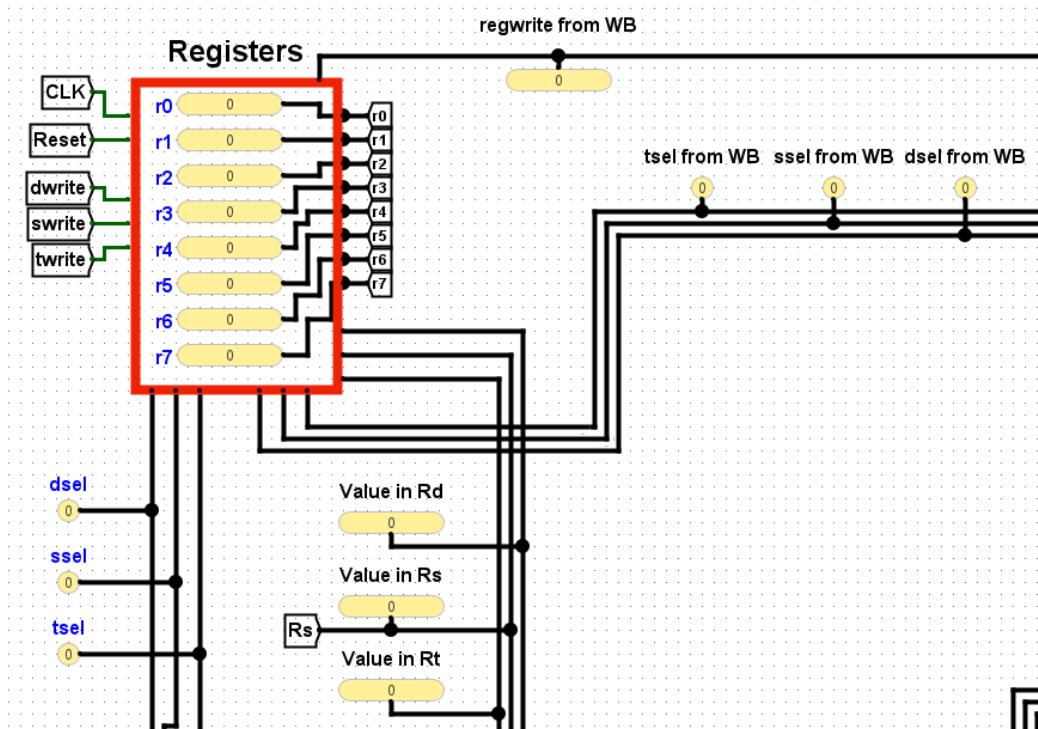 regwrite from WB
0
Registers
CLK
Reset
dwrite
swrite
twrite
r0 0 r0
r1 0 r1
r2 0 r2
r3 0 r3
r4 0 r4
r5 0 r5
r6 0 r6
r7 0 r7
tsel from WB ssel from WB dsel from WB
0 0 0
dsel
0
ssel
0
tsel
0
Value in Rd
0
Value in Rs
0
Rs
Value in Rt
0